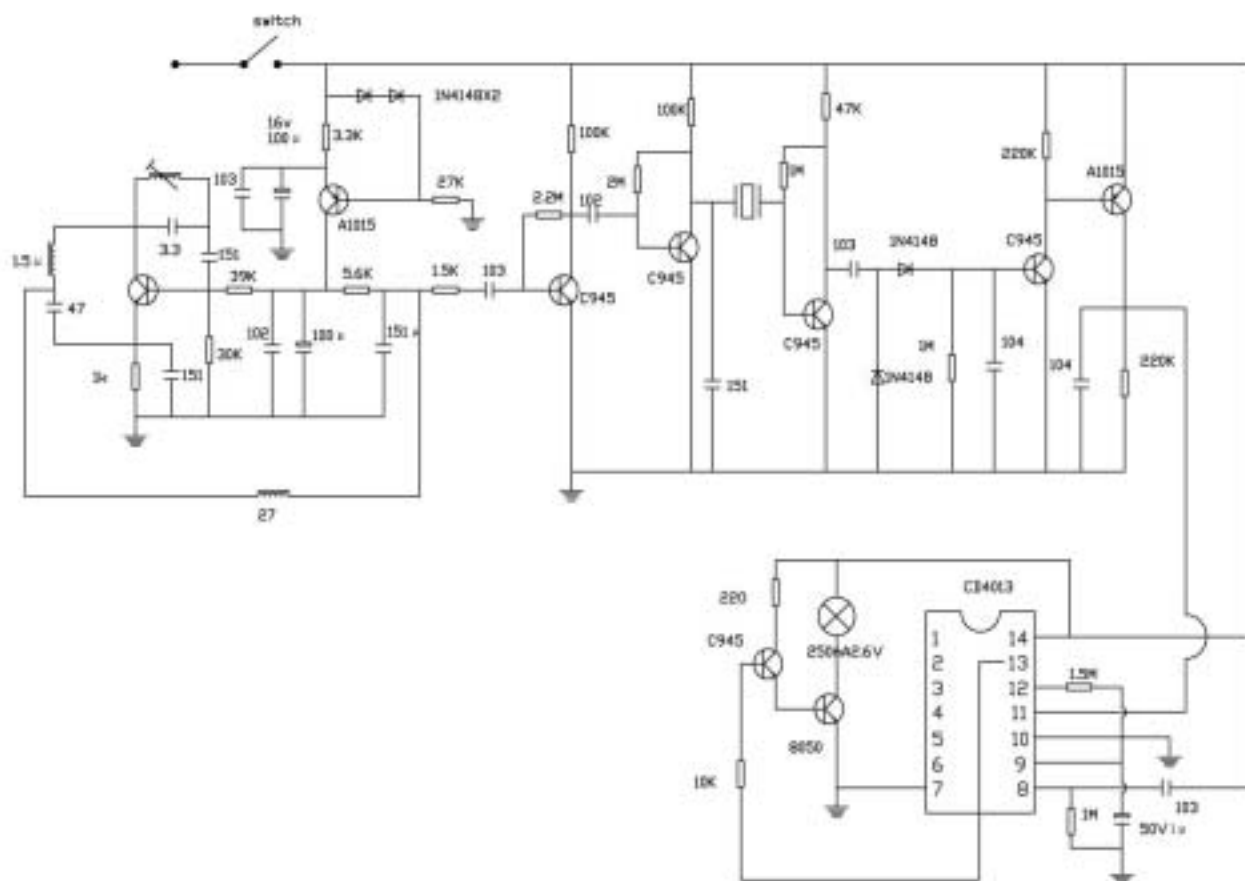 switch
1N4148X2
16v
100u
3.3K
103
27K
A1015
3.3
151
1.5u
47
39K
5.6K
1.5K
103
2.2M
102
100K
C945
1k
151
30K
102
100u
151u
27
100K
2M
C945
151
1M
47K
C945
103
1N4148
1N4148
1M
104
220K
C945
A1015
104
220K
220
C945
250mA2.6V
8050
10K
CD4013
1 14
2 13
3 12
4 11
5 10
6 9
7 8
1.5M
1M
103
50V1u